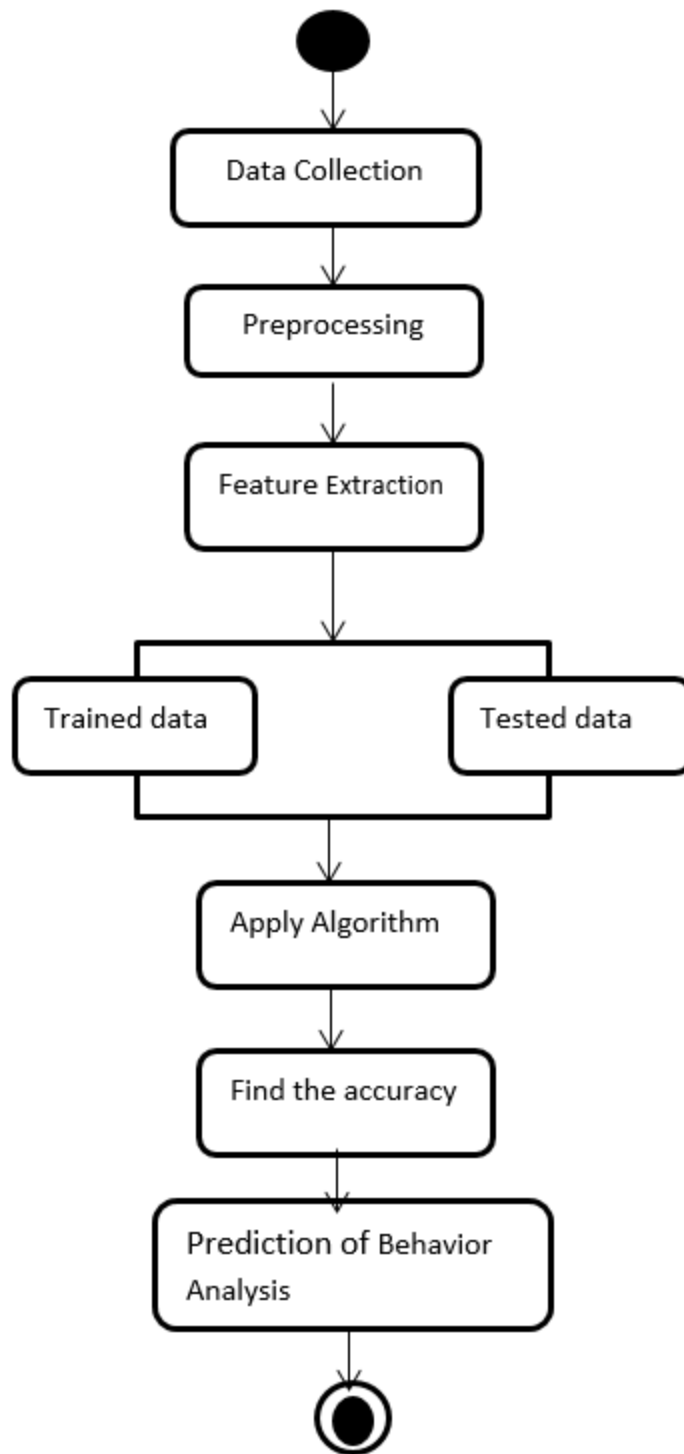 Data Collection
Preprocessing
Feature Extraction
Trained data
Tested data
Apply Algorithm
Find the accuracy
Prediction of Behavior
Analysis